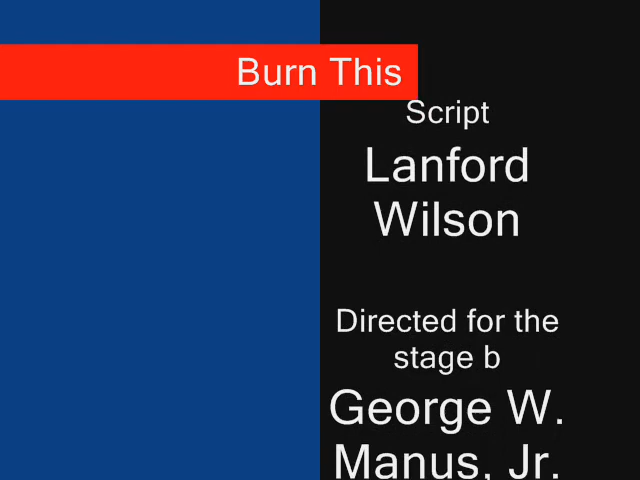 Burn This
Script
Lanford
Wilson
Directed for the
stage b
George W.
Manus, Jr.